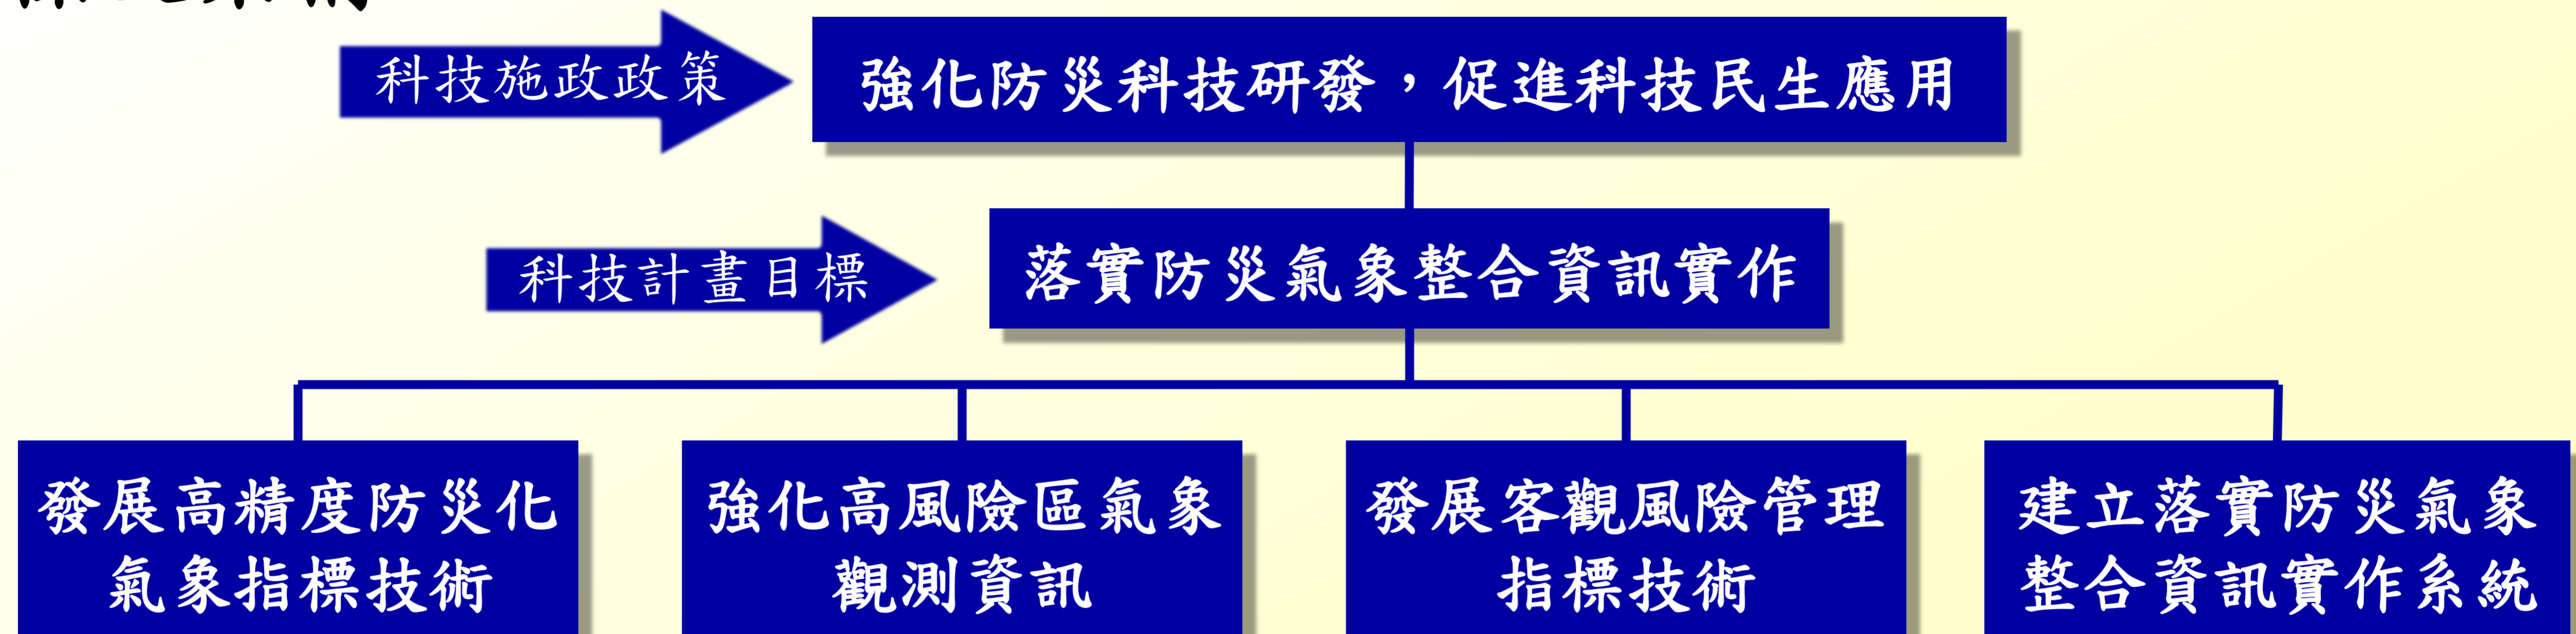 科技施政政策
強化防災科技研發，促進科技民生應用
科技計畫目標
落實防災氣象整合資訊實作
發展高精度防災化
氣象指標技術
強化高風險區氣象
觀測資訊
發展客觀風險管理
指標技術
建立落實防災氣象
整合資訊實作系統